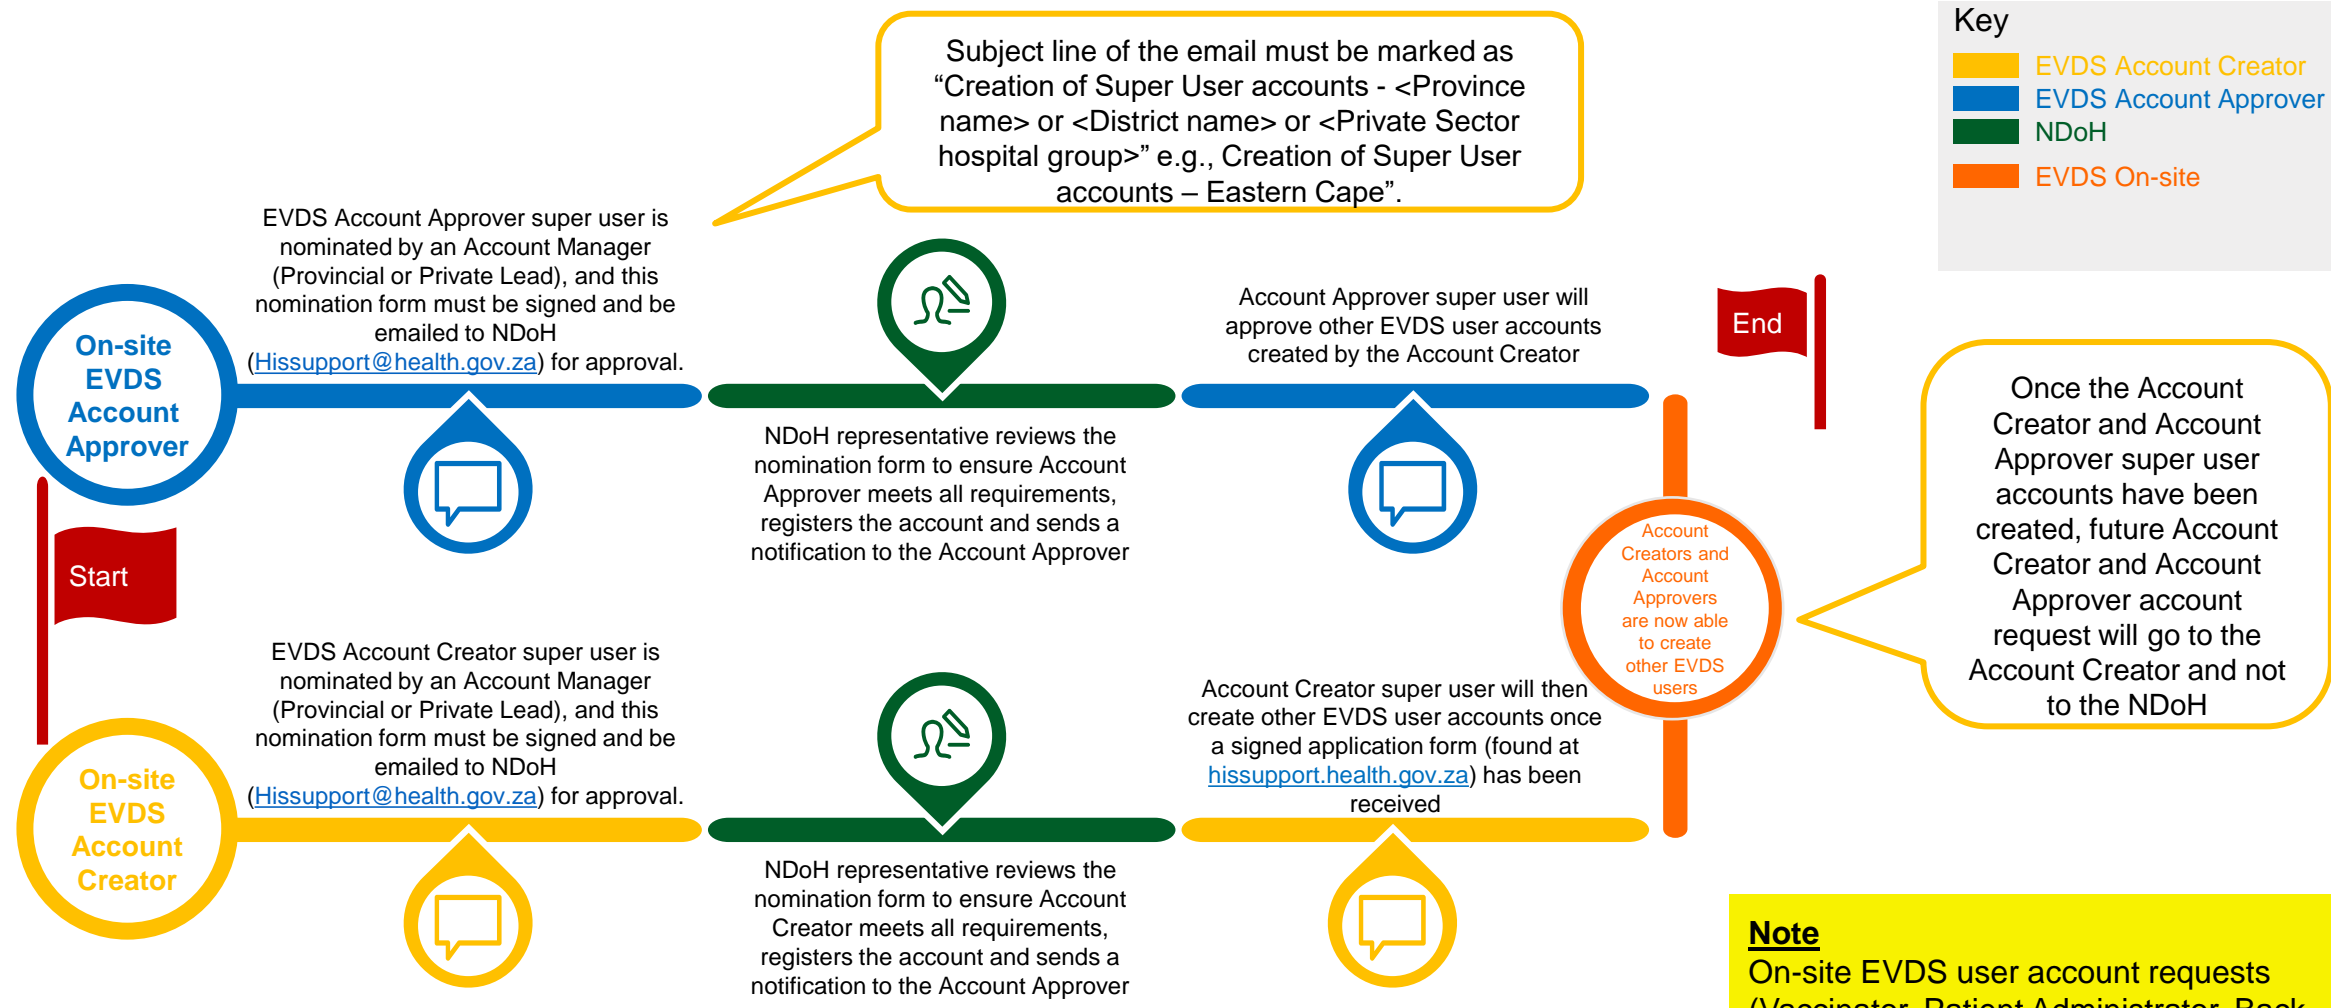 Subject line of the email must be marked as
“Creation of Super User accounts - <Province
name> or <District name> or <Private Sector
hospital group>” e.g., Creation of Super User
accounts – Eastern Cape”.
Key
EVDS Account Creator
EVDS Account Approver
NDoH
EVDS On-site
EVDS Account Approver super user is
nominated by an Account Manager
(Provincial or Private Lead), and this
nomination form must be signed and be
emailed to NDoH
(Hissupport@health.gov.za) for approval.
On-site
EVDS
Account
Approver
Account Approver super user will
approve other EVDS user accounts
created by the Account Creator
End
NDoH representative reviews the
nomination form to ensure Account
Approver meets all requirements,
registers the account and sends a
notification to the Account Approver
Once the Account
Creator and Account
Approver super user
accounts have been
created, future Account
Creator and Account
Approver account
request will go to the
Account Creator and not
to the NDoH
Start
Account
Creators and
Account
Approvers
are now able
to create
other EVDS
users
EVDS Account Creator super user is
nominated by an Account Manager
(Provincial or Private Lead), and this
nomination form must be signed and be
emailed to NDoH
(Hissupport@health.gov.za) for approval.
Account Creator super user will then
create other EVDS user accounts once
a signed application form (found at
hissupport.health.gov.za) has been
received
On-site
EVDS
Account
Creator
NDoH representative reviews the
nomination form to ensure Account
Creator meets all requirements,
registers the account and sends a
notification to the Account Approver
Note
On-site EVDS user account requests
(Vaccinator, Patient Administrator, Back